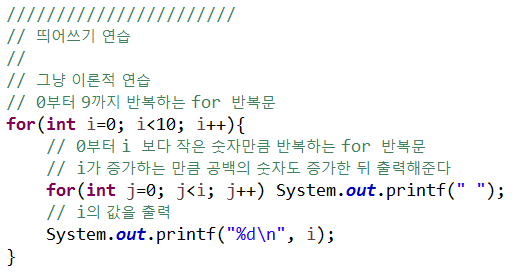 ///////////////////////
// 띄어쓰기 연습
//
// 그냥 이론적 연습
// 0부터 9까지 반복하는 for 반복문
for(int i=0; i<10; i++){
    // 0부터 i 보다 작은 숫자만큼 반복하는 for 반복문
    // i가 증가하는 만큼 공백의 숫자도 증가한 뒤 출력해준다
    for(int j=0; j<i; j++) System.out.printf(" ");
    // i의 값을 출력
    System.out.printf("%d\n", i);
}